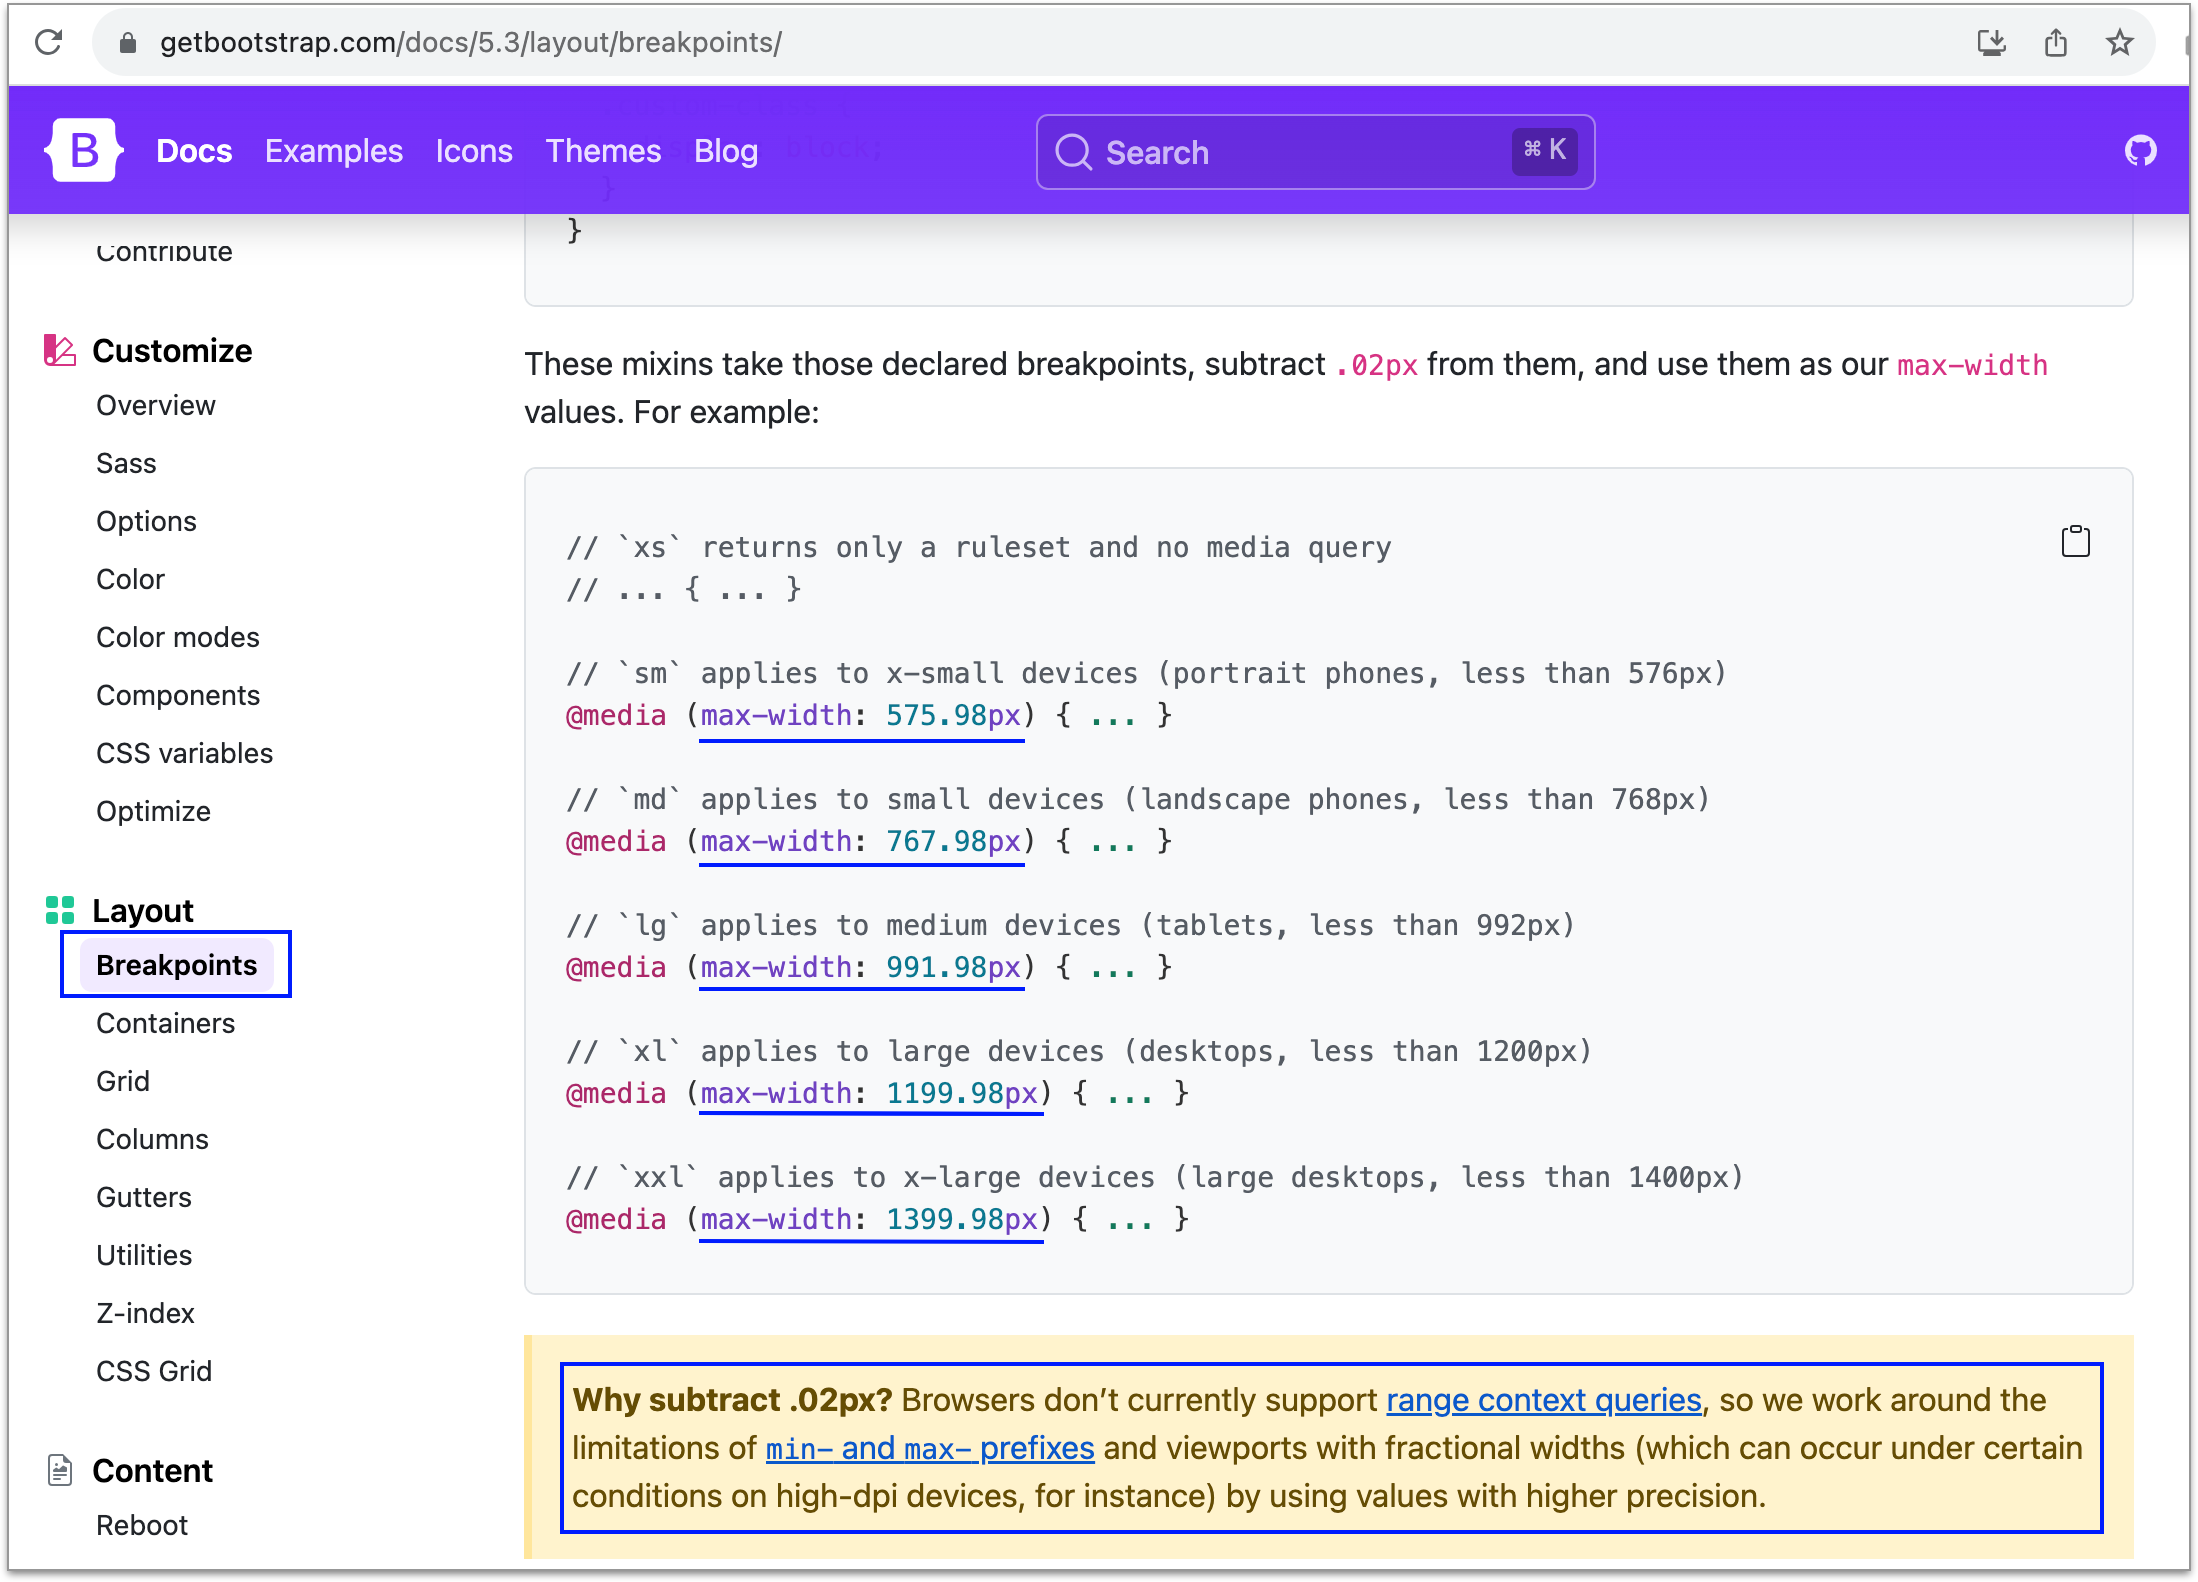 getbootstrap.com/docs/5.3/layout/breakpoints/
B Docs Examples Icons Themes Blog Search ⌘ K
block;
}
}
Contribute
Customize
Overview
Sass
Options
Color
Color modes
Components
CSS variables
Optimize
Layout
Breakpoints
Containers
Grid
Columns
Gutters
Utilities
Z-index
CSS Grid
Content
Reboot
These mixins take those declared breakpoints, subtract .02px from them, and use them as our max-width
values. For example:
// `xs` returns only a ruleset and no media query
// ... { ... }
// `sm` applies to x-small devices (portrait phones, less than 576px)
@media (max-width: 575.98px) { ... }
// `md` applies to small devices (landscape phones, less than 768px)
@media (max-width: 767.98px) { ... }
// `lg` applies to medium devices (tablets, less than 992px)
@media (max-width: 991.98px) { ... }
// `xl` applies to large devices (desktops, less than 1200px)
@media (max-width: 1199.98px) { ... }
// `xxl` applies to x-large devices (large desktops, less than 1400px)
@media (max-width: 1399.98px) { ... }
Why subtract .02px? Browsers don’t currently support range context queries, so we work around the
limitations of min- and max- prefixes and viewports with fractional widths (which can occur under certain
conditions on high-dpi devices, for instance) by using values with higher precision.